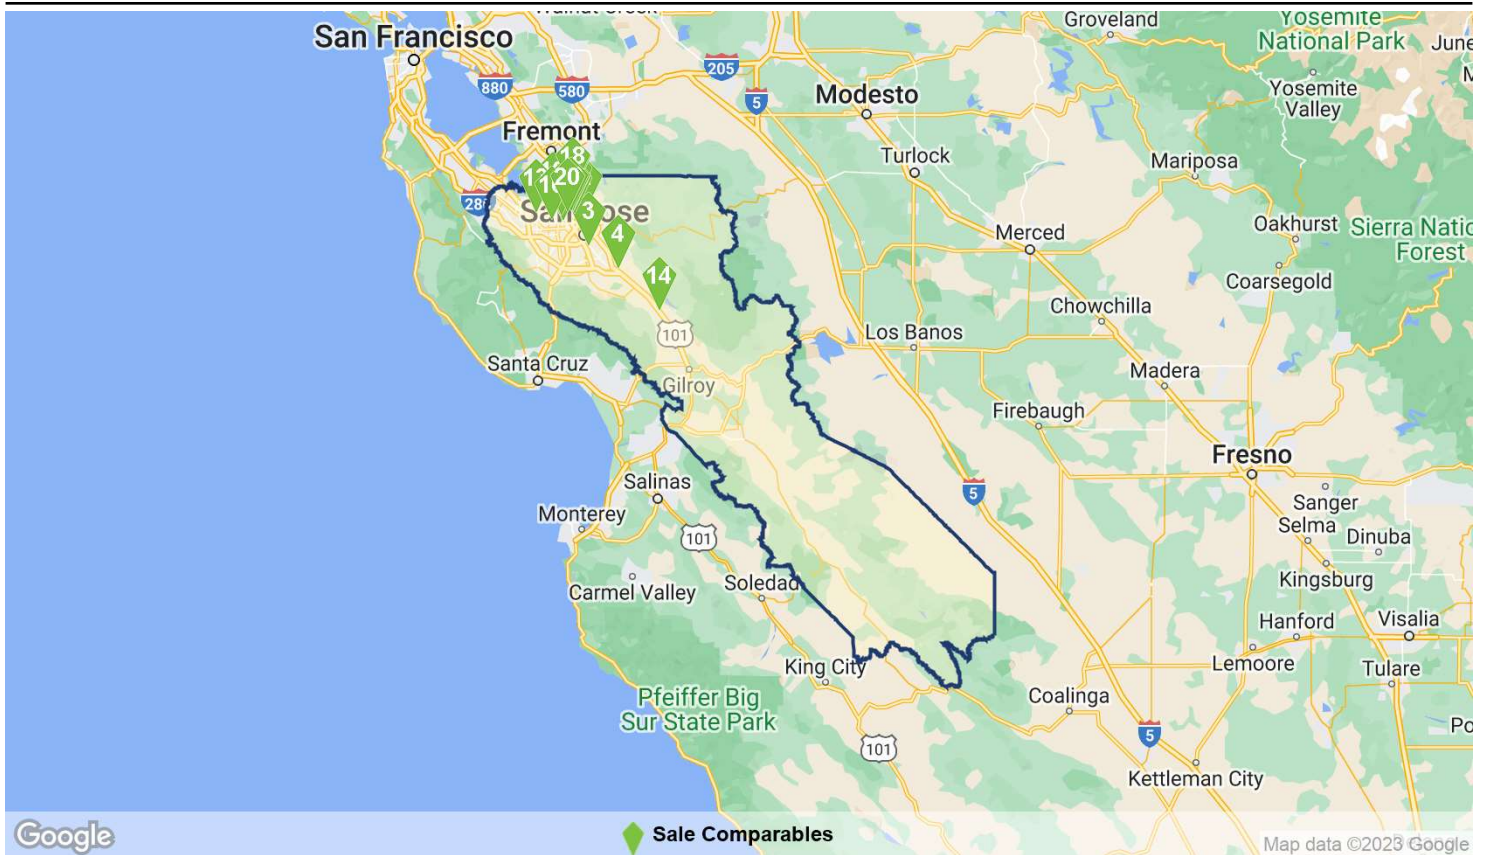 Groveland
Yosemite
National Park
San Francisco
205
880
580
5
Modesto
Yosemite
Valley
Fremont
Turlock
Mariposa
18
20
280
3
4
14
Merced
Oakhurst
Coarsegold
Chowchilla
101
Los Banos
Santa Cruz
Gilroy
Madera
Firebaugh
Fresno
Salinas
5
Sanger
Monterey
Selma
101
Dinuba
Soledad
Carmel Valley
Kingsburg
Hanford
Visalia
King City
Lemoore
Tulare
Pfeiffer Big
Sur State Park
Coalinga
5
101
Kettleman City
Google
Sale Comparables
Map data ©2023 Google